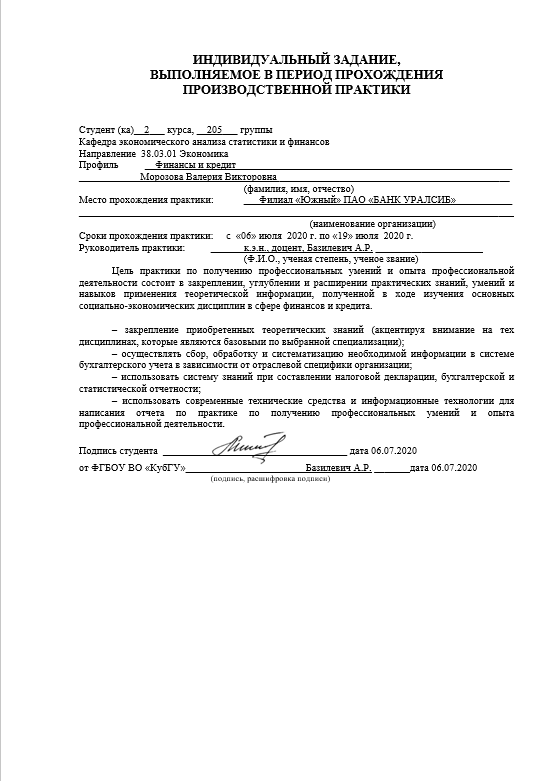 ИНДИВИДУАЛЬНЫЙ ЗАДАНИЕ,
ВЫПОЛНЯЕМОЕ В ПЕРИОД ПРОХОЖДЕНИЯ
ПРОИЗВОДСТВЕННОЙ ПРАКТИКИ
Студент (ка) 2 курса, 205 группы
Кафедра экономического анализа статистики и финансов
Направление 38.03.01 Экономика
Профиль Финансы и кредит
Морозова Валерия Викторовна
(фамилия, имя, отчество)
Место прохождения практики: Филиал «Южный» ПАО «БАНК УРАЛСИБ»
(наименование организации)
Сроки прохождения практики: с «06» июля 2020 г. по «19» июля 2020 г.
Руководитель практики: к.э.н., доцент, Базилевич А.Р.
(Ф.И.О., ученая степень, ученое звание)
Цель практики по получению профессиональных умений и опыта профессиональной
деятельности состоит в закреплении, углублении и расширении практических знаний, умений и
навыков применения теоретической информации, полученной в ходе изучения основных
социально-экономических дисциплин в сфере финансов и кредита.
– закрепление приобретенных теоретических знаний (акцентируя внимание на тех
дисциплинах, которые являются базовыми по выбранной специализации);
– осуществлять сбор, обработку и систематизацию необходимой информации в системе
бухгалтерского учета в зависимости от отраслевой специфики организации;
– использовать систему знаний при составлении налоговой декларации, бухгалтерской и
статистической отчетности;
– использовать современные технические средства и информационные технологии для
написания отчета по практике по получению профессиональных умений и опыта
профессиональной деятельности.
Подпись студента дата 06.07.2020
от ФГБОУ ВО «КубГУ» Базилевич А.Р. дата 06.07.2020
(подпись, расшифровка подписи)